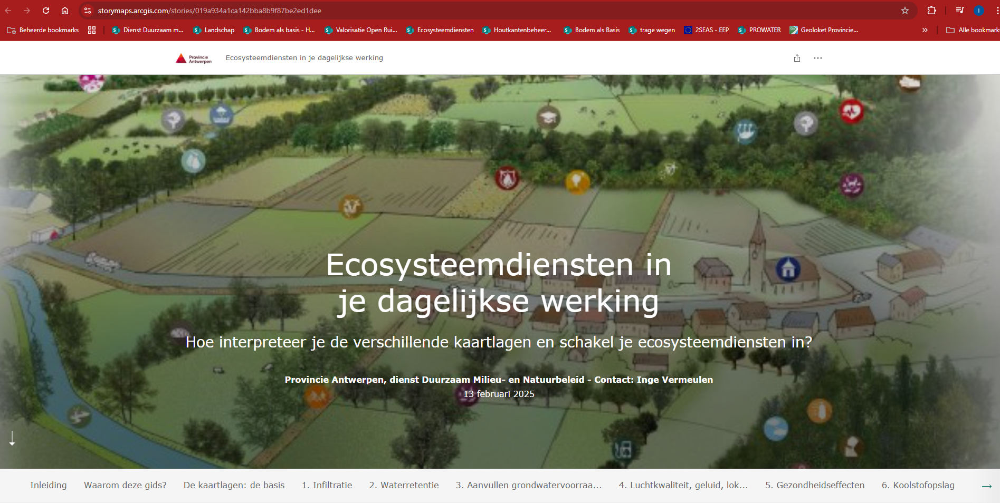 storymaps.arcgis.com/stories/019a934a1ca142bba8b9f87be2ed1dee
I
Beheerde bookmarks
Dienst Duurzaam m...
Landschap
Bodem als basis - H...
Valorisatie Open Rui...
Ecosysteemdiensten
Houtkantenbeheer...
Bodem als Basis
trage wegen
2SEAS - EEP
PROWATER
Geoloket Provincie...
»
Alle bookmarks
Provincie
Antwerpen
Ecosysteemdiensten in je dagelijkse werking
Ecosysteemdiensten in
je dagelijkse werking
Hoe interpreteer je de verschillende kaartlagen en schakel je ecosysteemdiensten in?
Provincie Antwerpen, dienst Duurzaam Milieu- en Natuurbeleid - Contact: Inge Vermeulen
13 februari 2025
Inleiding
Waarom deze gids?
De kaartlagen: de basis
1. Infiltratie
2. Waterretentie
3. Aanvullen grondwatervoorraa...
4. Luchtkwaliteit, geluid, lok...
5. Gezondheidseffecten
6. Koolstofopslag